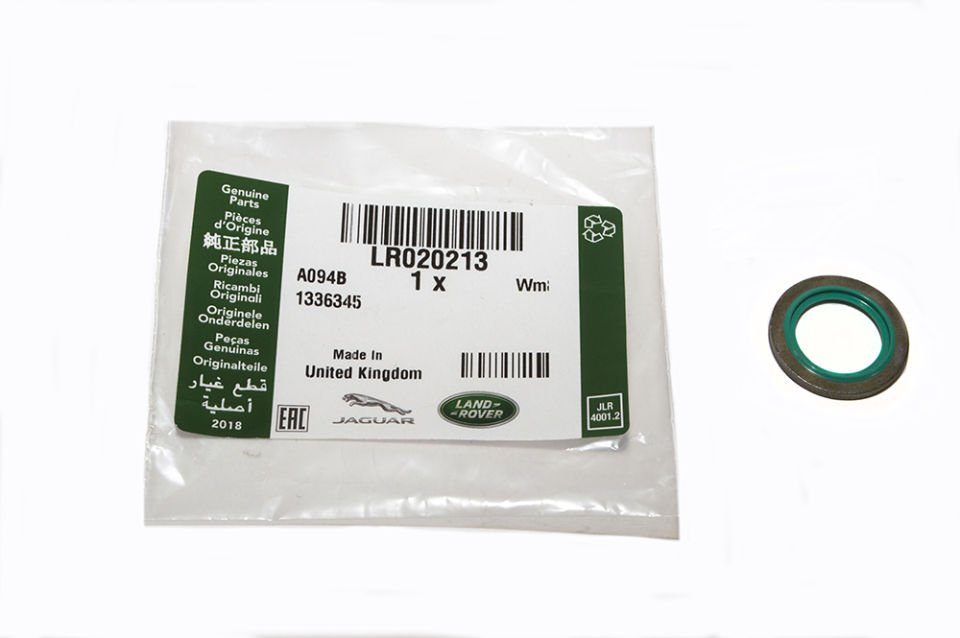 Genuine
Parts
Pièces
d'Origine
純正部品
Piezas
Originales
Ricambi
Originali
Originele
Onderdelen
Peças
Genuinas
Originalteile
قطع غيار
أصلية
2018
LR020213
A094B
1 x
1336345
Made In
United Kingdom
EAC
JAGUAR
LAND
ROVER
JLR
4001.2